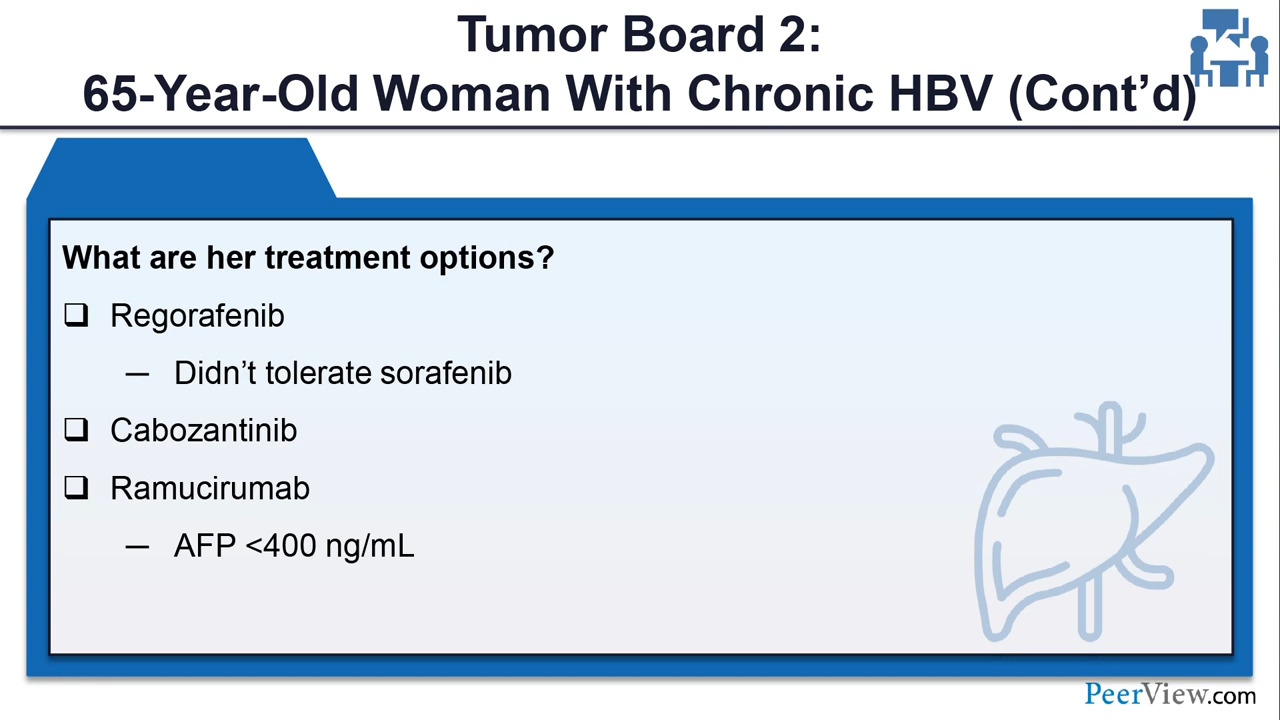 Tumor Board 2:
65-Year-Old Woman With Chronic HBV (Cont’d)
What are her treatment options?
❑ Regorafenib
— Didn’t tolerate sorafenib
❑ Cabozantinib
❑ Ramucirumab
— AFP <400 ng/mL
PeerView.com